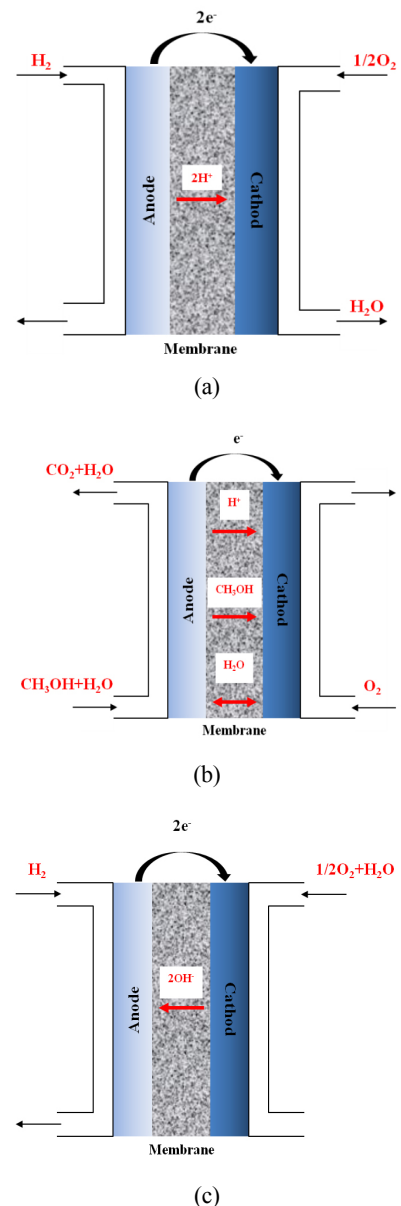 2e⁻
H₂
1/2O₂
2H⁺
Anode
Cathod
H₂O
Membrane
(a)
e⁻
CO₂+H₂O
H⁺
Anode
CH₃OH
Cathod
H₂O
CH₃OH+H₂O
O₂
Membrane
(b)
2e⁻
H₂
1/2O₂+H₂O
2OH⁻
Anode
Cathod
Membrane
(c)